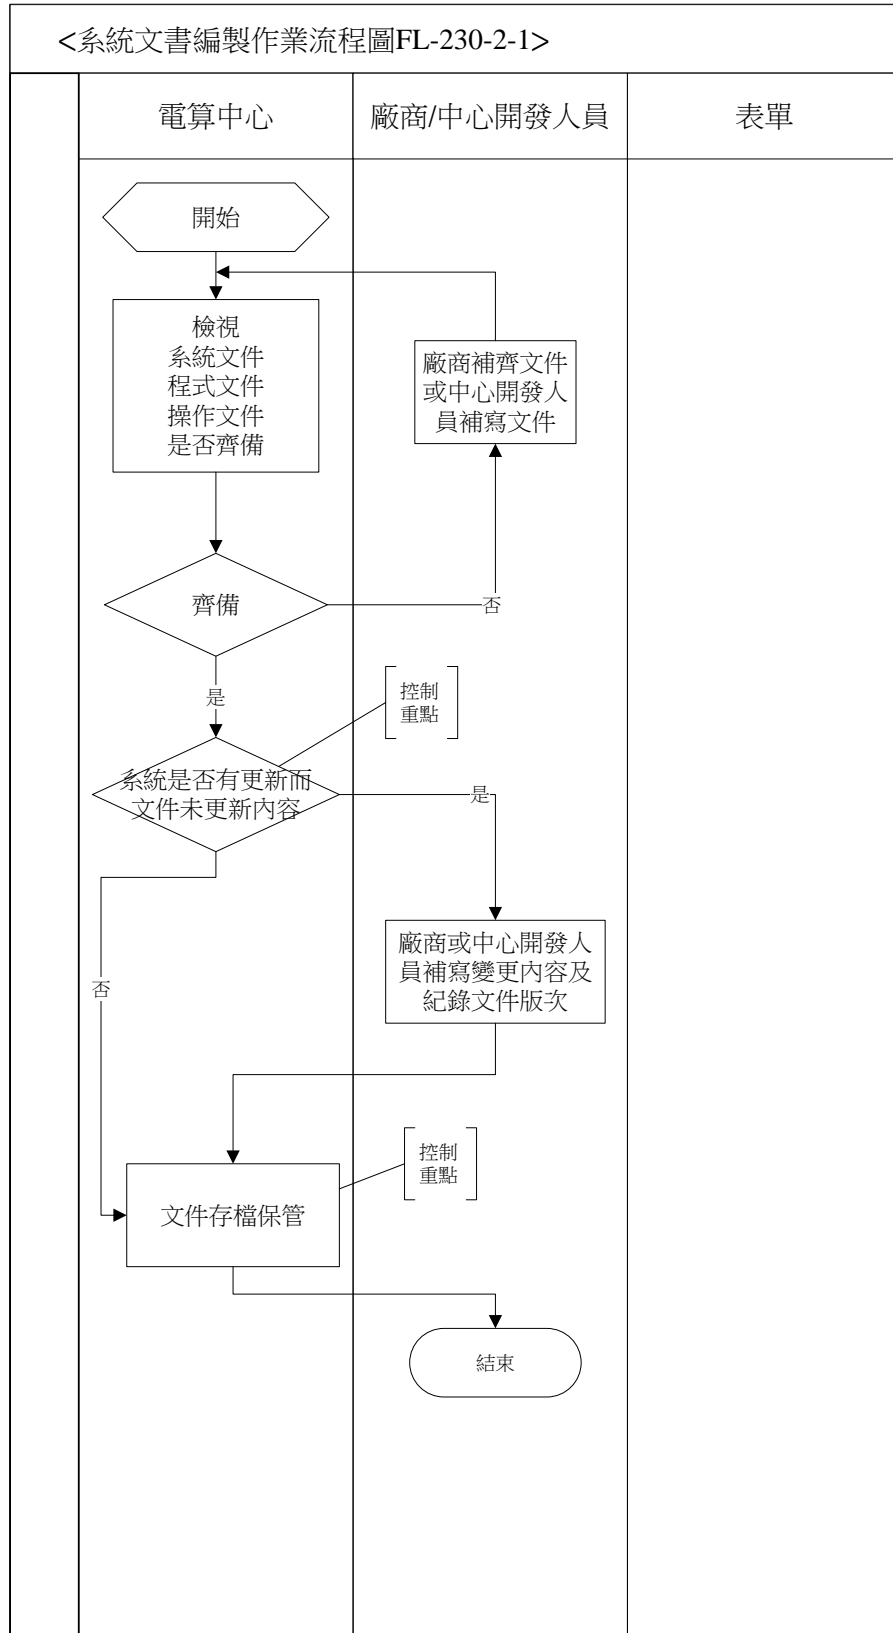 <系統文書編製作業流程圖FL-230-2-1>
電算中心
廠商/中心開發人員
表單
開始
檢視
系統文件
程式文件
操作文件
是否齊備
廠商補齊文件
或中心開發人
員補寫文件
齊備
否
是
控制
重點
系統是否有更新而
文件未更新內容
是
廠商或中心開發人
員補寫變更內容及
紀錄文件版次
否
控制
重點
文件存檔保管
結束